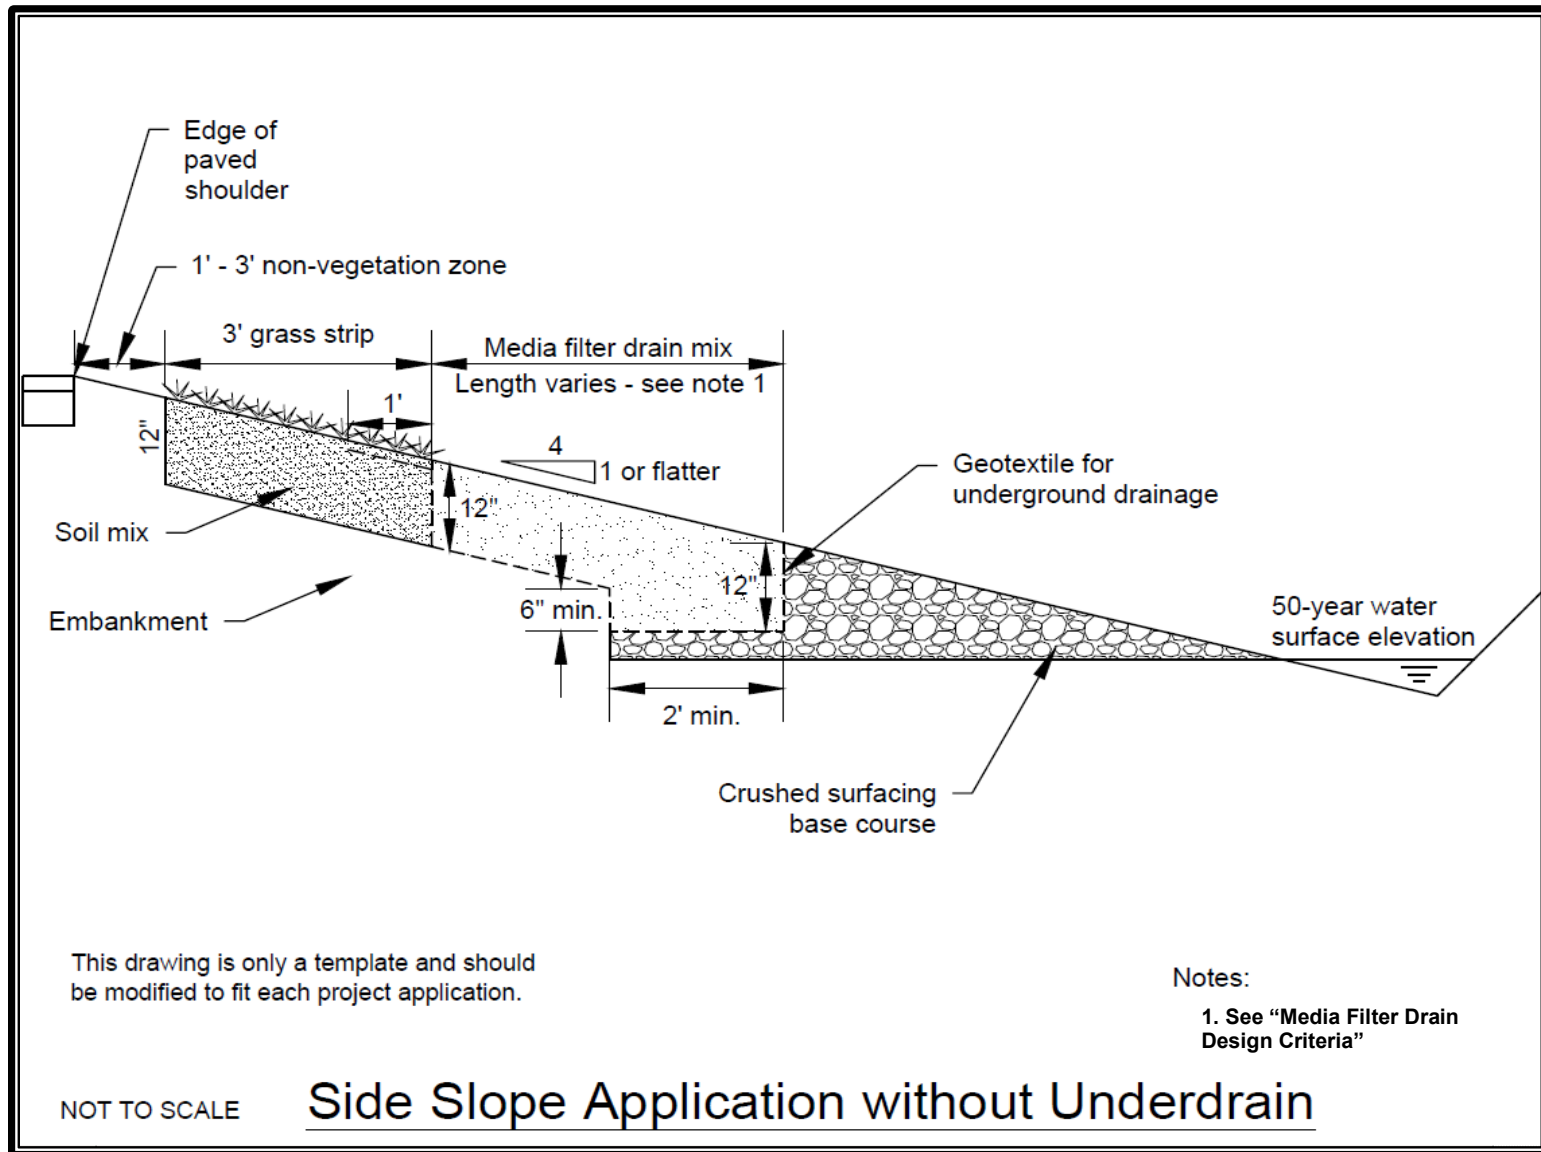 Edge of
paved
shoulder
1' - 3' non-vegetation zone
3' grass strip
Media filter drain mix
Length varies - see note 1
1'
12"
4
1 or flatter
Geotextile for
underground drainage
12"
Soil mix
12"
6" min.
Embankment
50-year water
surface elevation
2' min.
Crushed surfacing
base course
This drawing is only a template and should
be modified to fit each project application.
Notes:
1. See “Media Filter Drain
Design Criteria”
NOT TO SCALE
Side Slope Application without Underdrain